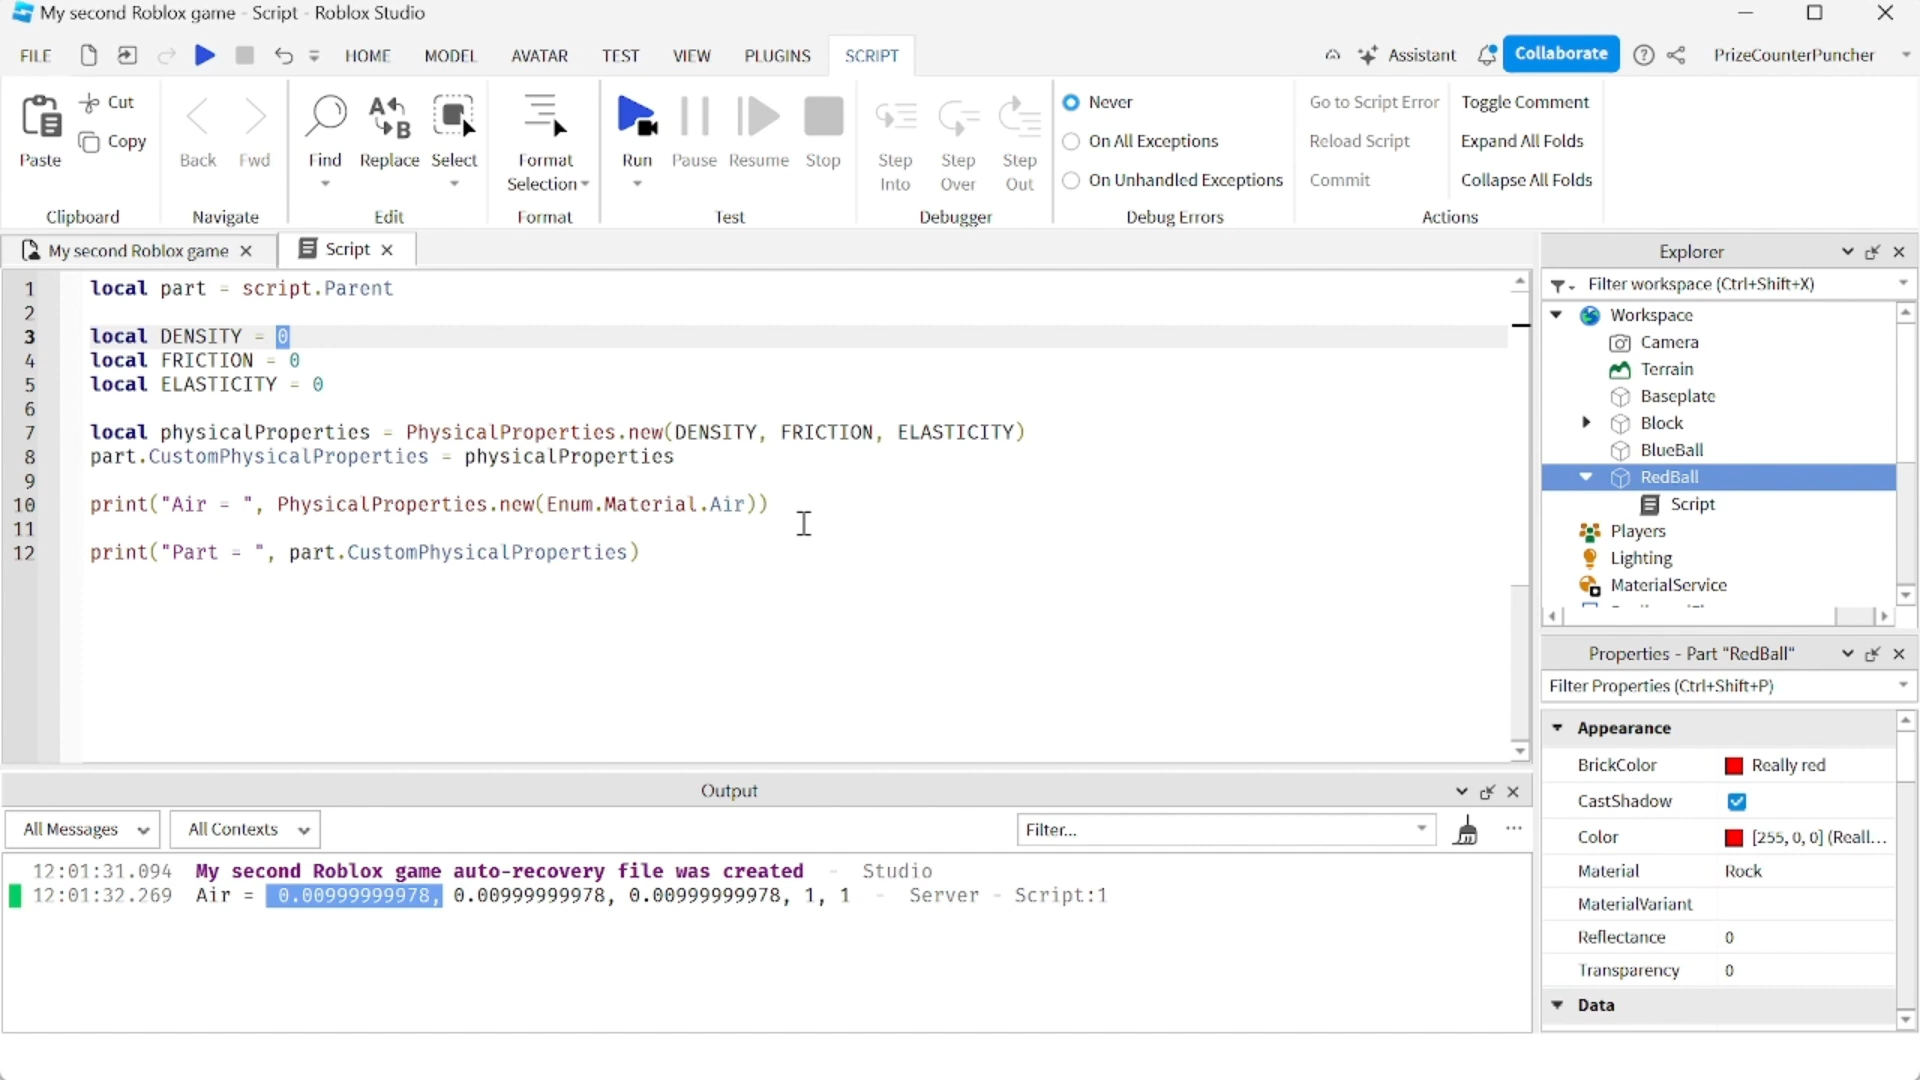 My second Roblox game - Script - Roblox Studio
FILE HOME MODEL AVATAR TEST VIEW PLUGINS SCRIPT Assistant Collaborate PrizeCounterPuncher
Paste Cut Copy
Clipboard
Back Fwd
Navigate
Find Replace Select
Edit
Format Selection
Format
Run Pause Resume Stop
Test
Step Into Step Over Step Out
Debugger
Never
On All Exceptions
On Unhandled Exceptions
Debug Errors
Go to Script Error Toggle Comment
Reload Script Expand All Folds
Commit Collapse All Folds
Actions
My second Roblox game Script
1 local part = script.Parent
2
3 local DENSITY = 0
4 local FRICTION = 0
5 local ELASTICITY = 0
6
7 local physicalProperties = PhysicalProperties.new(DENSITY, FRICTION, ELASTICITY)
8 part.CustomPhysicalProperties = physicalProperties
9
10 print("Air = ", PhysicalProperties.new(Enum.Material.Air))
11
12 print("Part = ", part.CustomPhysicalProperties)
Explorer
Filter workspace (Ctrl+Shift+X)
Workspace
Camera
Terrain
Baseplate
Block
BlueBall
RedBall
Script
Players
Lighting
MaterialService
Properties - Part "RedBall"
Filter Properties (Ctrl+Shift+P)
Appearance
BrickColor Really red
CastShadow
Color [255, 0, 0] (Reall...
Material Rock
MaterialVariant
Reflectance 0
Transparency 0
Data
Output
All Messages All Contexts Filter... ...
12:01:31.094 My second Roblox game auto-recovery file was created - Studio
12:01:32.269 Air = 0.00999999978, 0.00999999978, 0.00999999978, 1, 1 - Server - Script:1